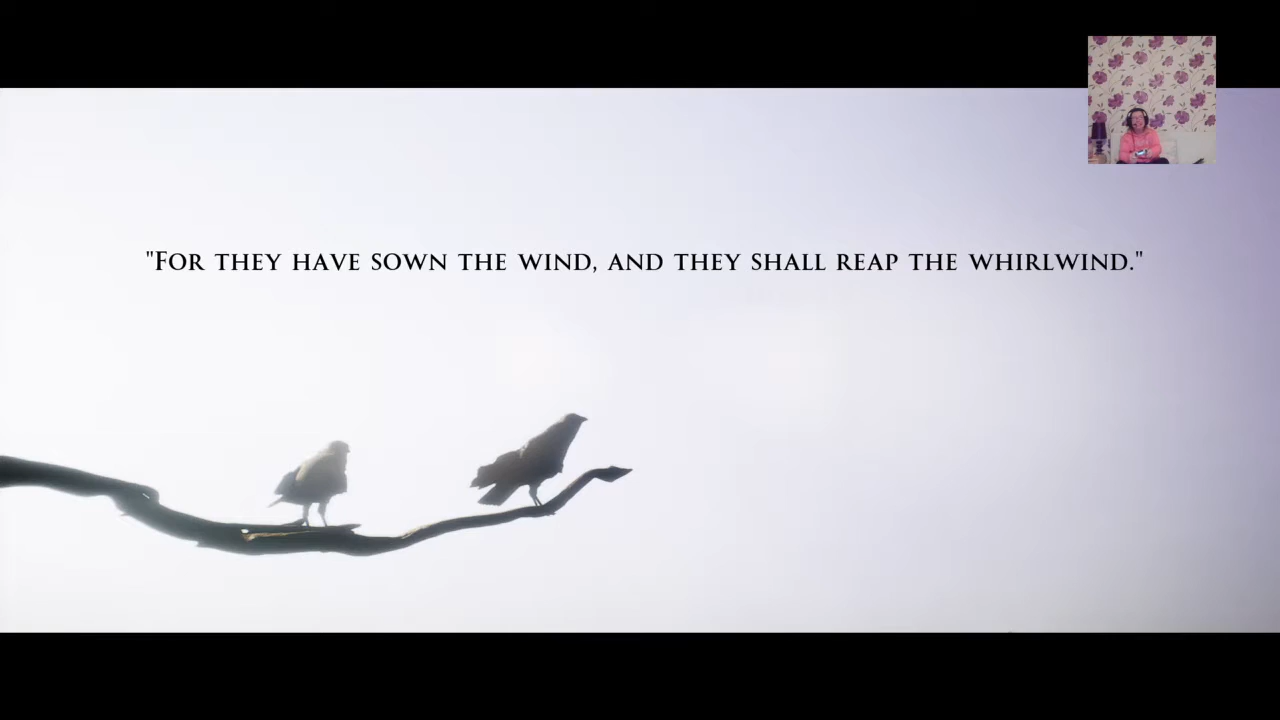 "For they have sown the wind, and they shall reap the whirlwind."